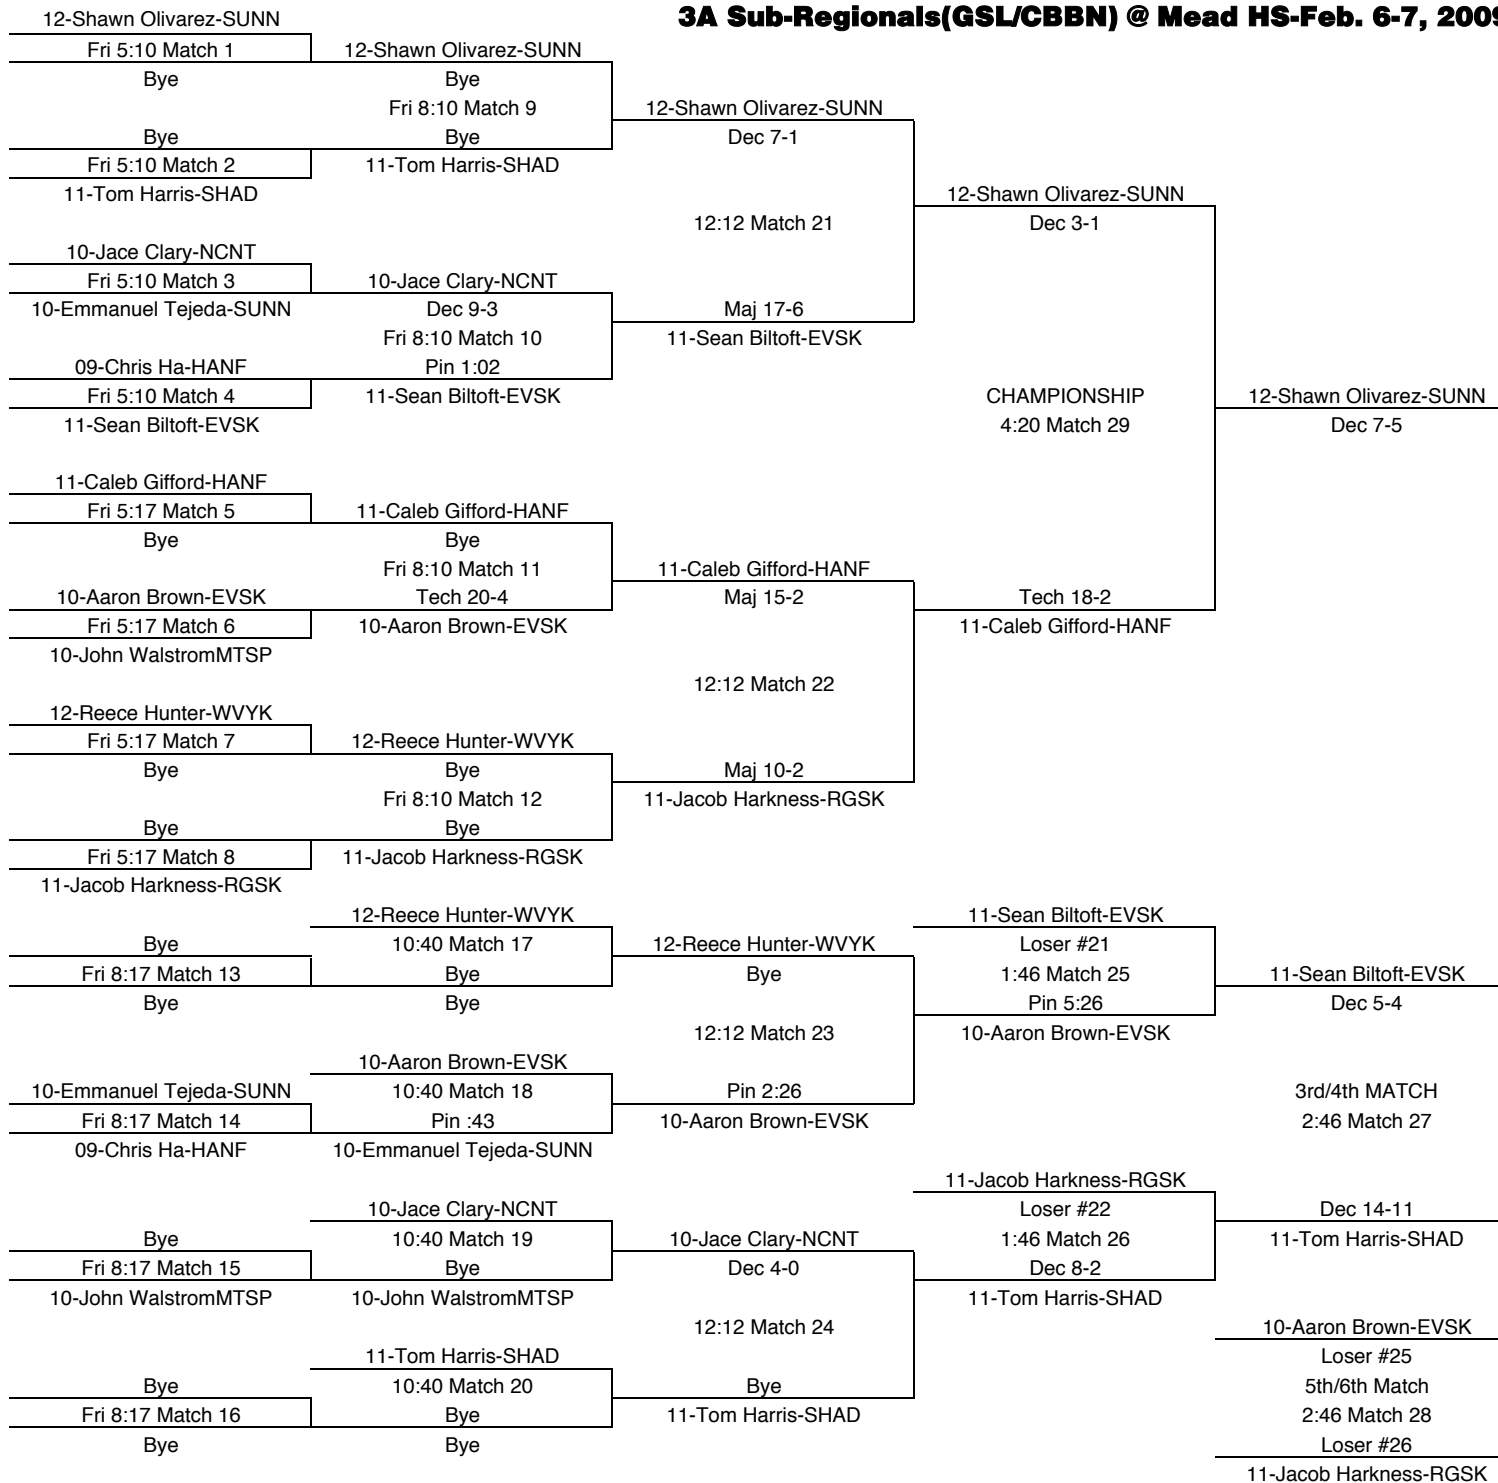 3A Sub-Regionals(GSL/CBBN) @ Mead HS-Feb. 6-7, 2009
12-Shawn Olivarez-SUNN
Fri 5:10 Match 1
Bye
Bye
Fri 5:10 Match 2
11-Tom Harris-SHAD
10-Jace Clary-NCNT
Fri 5:10 Match 3
10-Emmanuel Tejeda-SUNN
09-Chris Ha-HANF
Fri 5:10 Match 4
11-Sean Biltoft-EVSK
11-Caleb Gifford-HANF
Fri 5:17 Match 5
Bye
10-Aaron Brown-EVSK
Fri 5:17 Match 6
10-John WalstromMTSP
12-Reece Hunter-WVYK
Fri 5:17 Match 7
Bye
Bye
Fri 5:17 Match 8
11-Jacob Harkness-RGSK
12-Shawn Olivarez-SUNN
Bye
Fri 8:10 Match 9
Bye
11-Tom Harris-SHAD
10-Jace Clary-NCNT
Dec 9-3
Fri 8:10 Match 10
Pin 1:02
11-Sean Biltoft-EVSK
11-Caleb Gifford-HANF
Bye
Fri 8:10 Match 11
Tech 20-4
10-Aaron Brown-EVSK
12-Reece Hunter-WVYK
Bye
Fri 8:10 Match 12
Bye
11-Jacob Harkness-RGSK
12-Shawn Olivarez-SUNN
Dec 7-1
12:12 Match 21
Maj 17-6
11-Sean Biltoft-EVSK
11-Caleb Gifford-HANF
Maj 15-2
12:12 Match 22
Maj 10-2
11-Jacob Harkness-RGSK
12-Shawn Olivarez-SUNN
Dec 3-1
CHAMPIONSHIP
4:20 Match 29
Tech 18-2
11-Caleb Gifford-HANF
12-Shawn Olivarez-SUNN
Dec 7-5
Bye
Fri 8:17 Match 13
Bye
10-Emmanuel Tejeda-SUNN
Fri 8:17 Match 14
09-Chris Ha-HANF
Bye
Fri 8:17 Match 15
10-John WalstromMTSP
Bye
Fri 8:17 Match 16
Bye
12-Reece Hunter-WVYK
10:40 Match 17
Bye
Bye
10-Aaron Brown-EVSK
10:40 Match 18
Pin :43
10-Emmanuel Tejeda-SUNN
10-Jace Clary-NCNT
10:40 Match 19
Bye
10-John WalstromMTSP
11-Tom Harris-SHAD
10:40 Match 20
Bye
Bye
12-Reece Hunter-WVYK
Bye
12:12 Match 23
Pin 2:26
10-Aaron Brown-EVSK
10-Jace Clary-NCNT
Dec 4-0
12:12 Match 24
Bye
11-Tom Harris-SHAD
11-Sean Biltoft-EVSK
Loser #21
1:46 Match 25
Pin 5:26
10-Aaron Brown-EVSK
11-Jacob Harkness-RGSK
Loser #22
1:46 Match 26
Dec 8-2
11-Tom Harris-SHAD
11-Sean Biltoft-EVSK
Dec 5-4
3rd/4th MATCH
2:46 Match 27
Dec 14-11
11-Tom Harris-SHAD
10-Aaron Brown-EVSK
Loser #25
5th/6th Match
2:46 Match 28
Loser #26
11-Jacob Harkness-RGSK